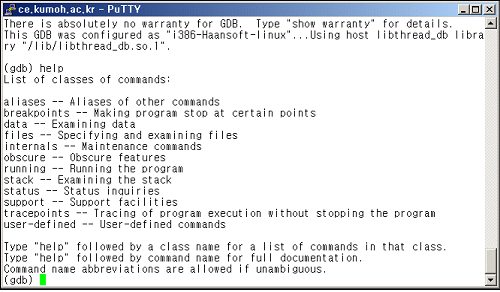 ce.kumoh.ac.kr - PuTTY
There is absolutely no warranty for GDB.  Type "show warranty" for details.
This GDB was configured as "i386-Haansoft-linux"...Using host libthread_db libra
ry "/lib/libthread_db.so.1".
(gdb) help
List of classes of commands:
aliases -- Aliases of other commands
breakpoints -- Making program stop at certain points
data -- Examining data
files -- Specifying and examining files
internals -- Maintenance commands
obscure -- Obscure features
running -- Running the program
stack -- Examining the stack
status -- Status inquiries
support -- Support facilities
tracepoints -- Tracing of program execution without stopping the program
user-defined -- User-defined commands
Type "help" followed by a class name for a list of commands in that class.
Type "help" followed by command name for full documentation.
Command name abbreviations are allowed if unambiguous.
(gdb)